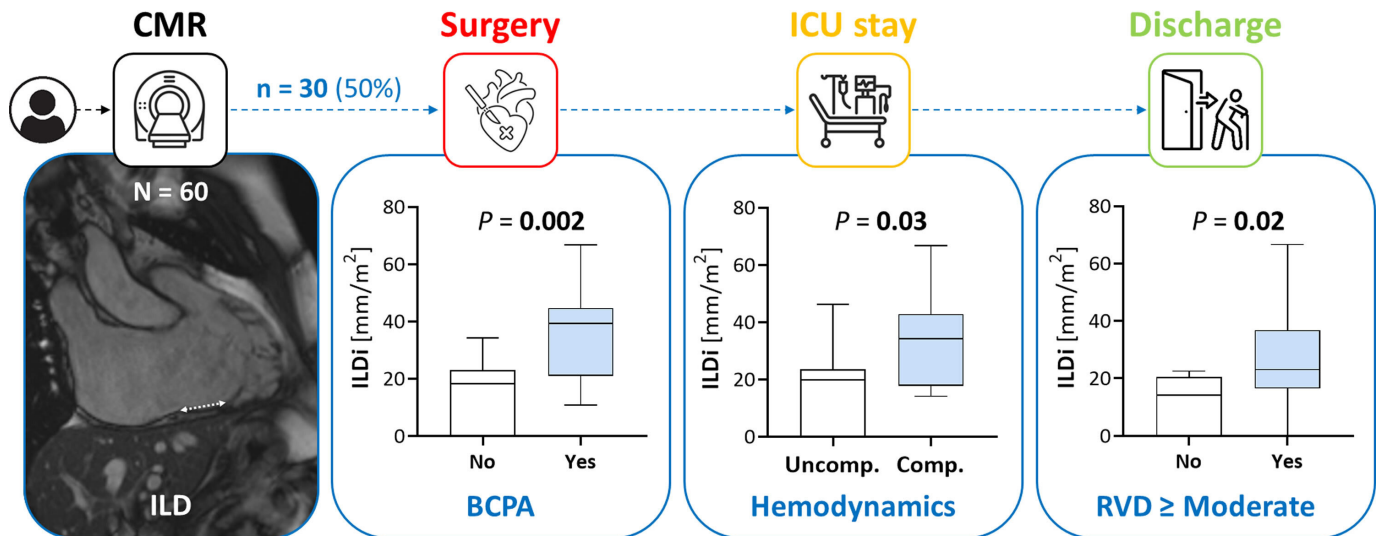 CMR
Surgery
ICU stay
Discharge
n = 30 (50%)
N = 60
ILD
P = 0.002
ILDi [mm/m²]
80
60
40
20
0
No
Yes
BCPA
P = 0.03
ILDi [mm/m²]
80
60
40
20
0
Uncomp.
Comp.
Hemodynamics
P = 0.02
ILDi [mm/m²]
80
60
40
20
0
No
Yes
RVD ≥ Moderate